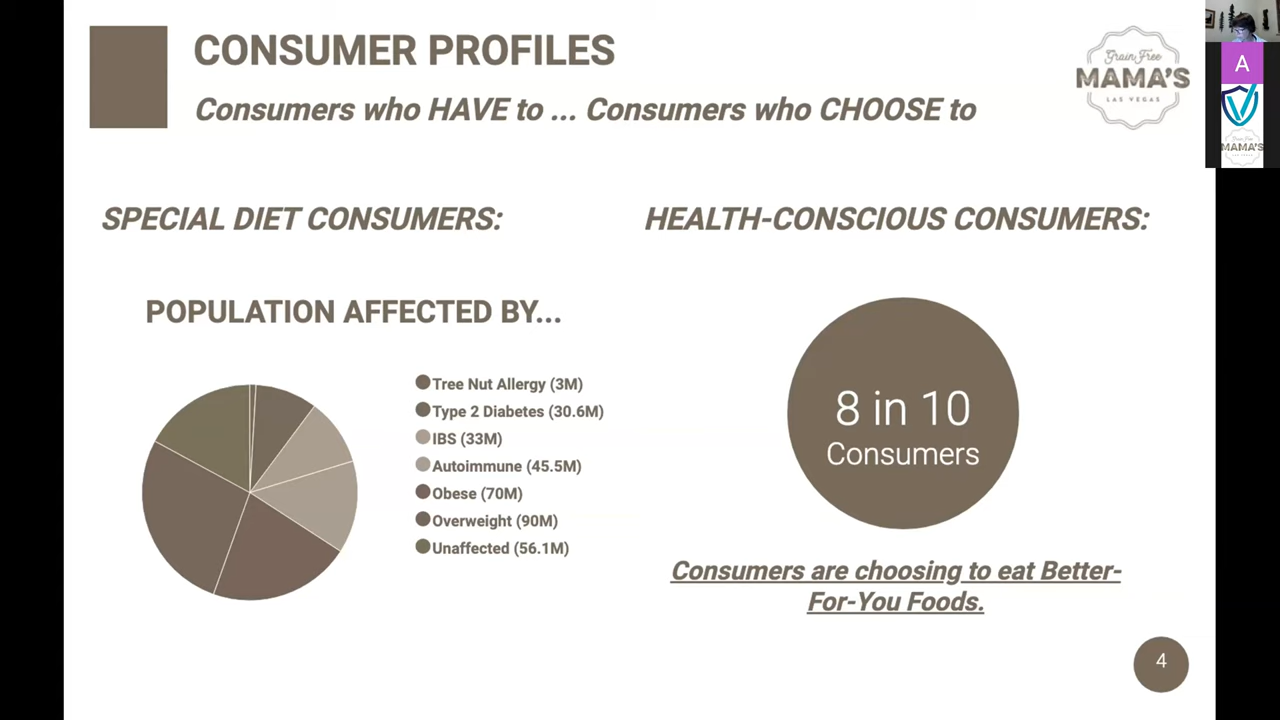 CONSUMER PROFILES
Consumers who HAVE to ... Consumers who CHOOSE to
Grain Free
MAMA'S
LAS VEGAS
A
MAMA'S
SPECIAL DIET CONSUMERS:
HEALTH-CONSCIOUS CONSUMERS:
POPULATION AFFECTED BY...
Tree Nut Allergy (3M)
Type 2 Diabetes (30.6M)
IBS (33M)
Autoimmune (45.5M)
Obese (70M)
Overweight (90M)
Unaffected (56.1M)
8 in 10
Consumers
Consumers are choosing to eat Better-
For-You Foods.
4